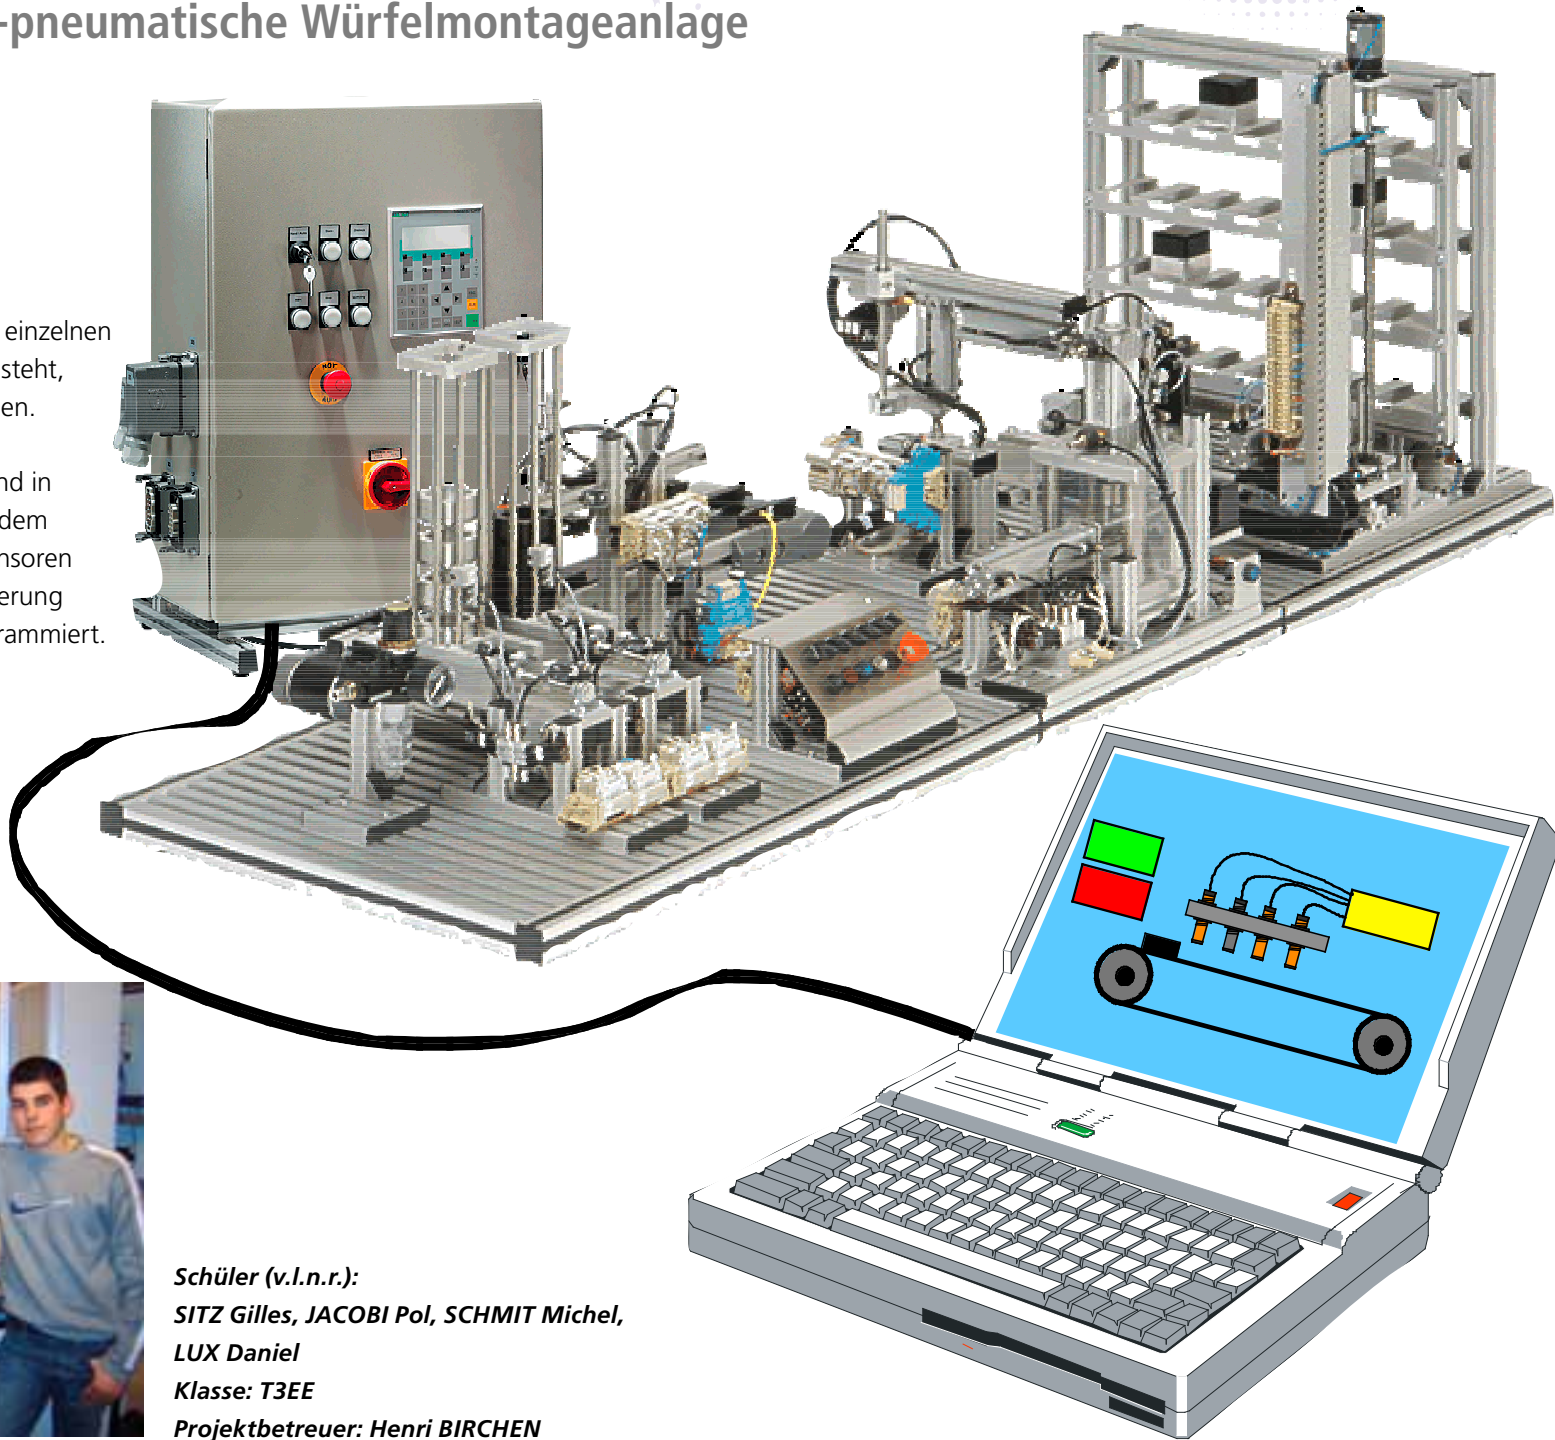 -pneumatische Würfelmontageanlage
einzelnen
steht,
en.
nd in
dem
nsoren
erung
rammiert.
Schüler (v.l.n.r.):
SITZ Gilles, JACOBI Pol, SCHMIT Michel,
LUX Daniel
Klasse: T3EE
Projektbetreuer: Henri BIRCHEN